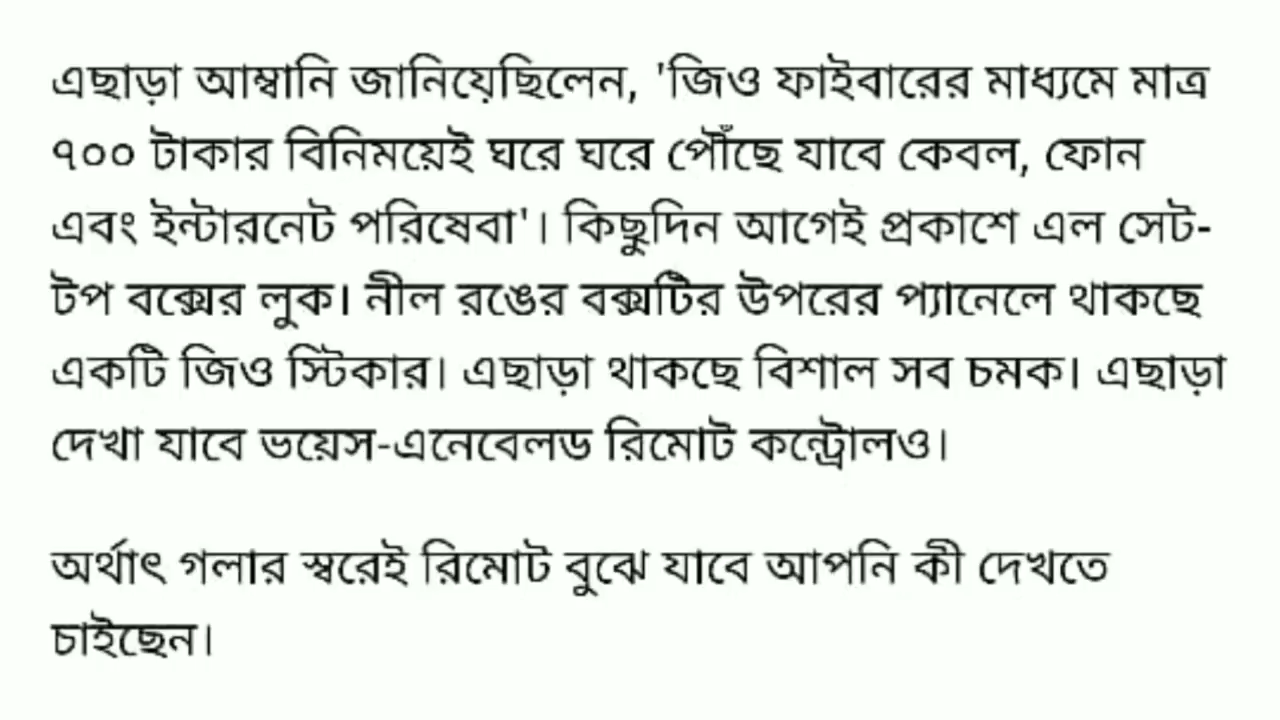 এছাড়া আম্বানি জানিয়েছিলেন, 'জিও ফাইবারের মাধ্যমে মাত্র
৭০০ টাকার বিনিময়েই ঘরে ঘরে পৌঁছে যাবে কেবল, ফোন
এবং ইন্টারনেট পরিষেবা'। কিছুদিন আগেই প্রকাশে এল সেট-
টপ বক্সের লুক। নীল রঙের বক্সটির উপরের প্যানেলে থাকছে
একটি জিও স্টিকার। এছাড়া থাকছে বিশাল সব চমক। এছাড়া
দেখা যাবে ভয়েস-এনেবেলড রিমোট কন্ট্রোলও।
অর্থাৎ গলার স্বরেই রিমোট বুঝে যাবে আপনি কী দেখতে
চাইছেন।